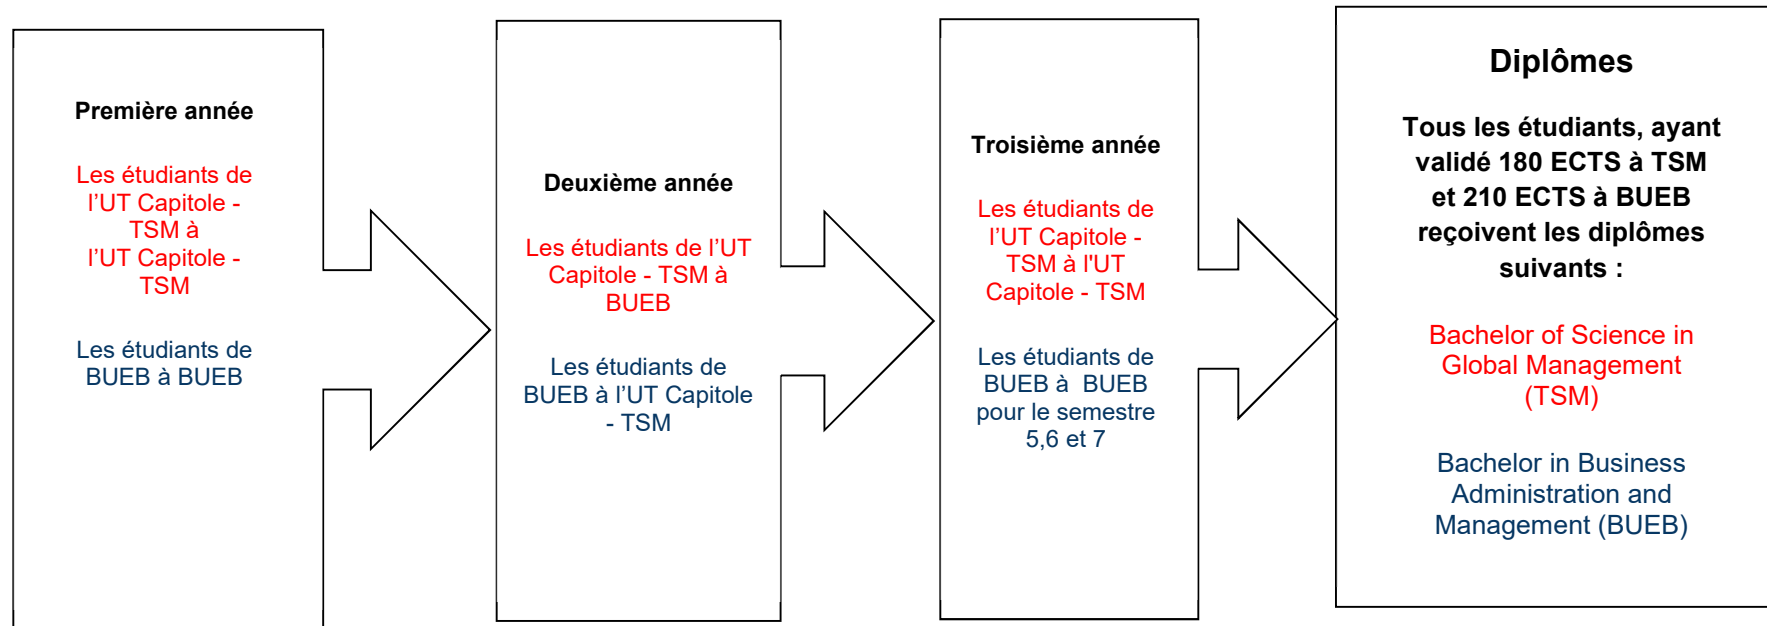 Première année
Les étudiants de
l’UT Capitole -
TSM à
l’UT Capitole -
TSM
Les étudiants de
BUEB à BUEB
Deuxième année
Les étudiants de l’UT
Capitole - TSM à
BUEB
Les étudiants de
BUEB à l’UT Capitole
- TSM
Troisième année
Les étudiants de
l’UT Capitole -
TSM à l'UT
Capitole - TSM
Les étudiants de
BUEB à  BUEB
pour le semestre
5,6 et 7
Diplômes
Tous les étudiants, ayant
validé 180 ECTS à TSM
et 210 ECTS à BUEB
reçoivent les diplômes
suivants :
Bachelor of Science in
Global Management
(TSM)
Bachelor in Business
Administration and
Management (BUEB)